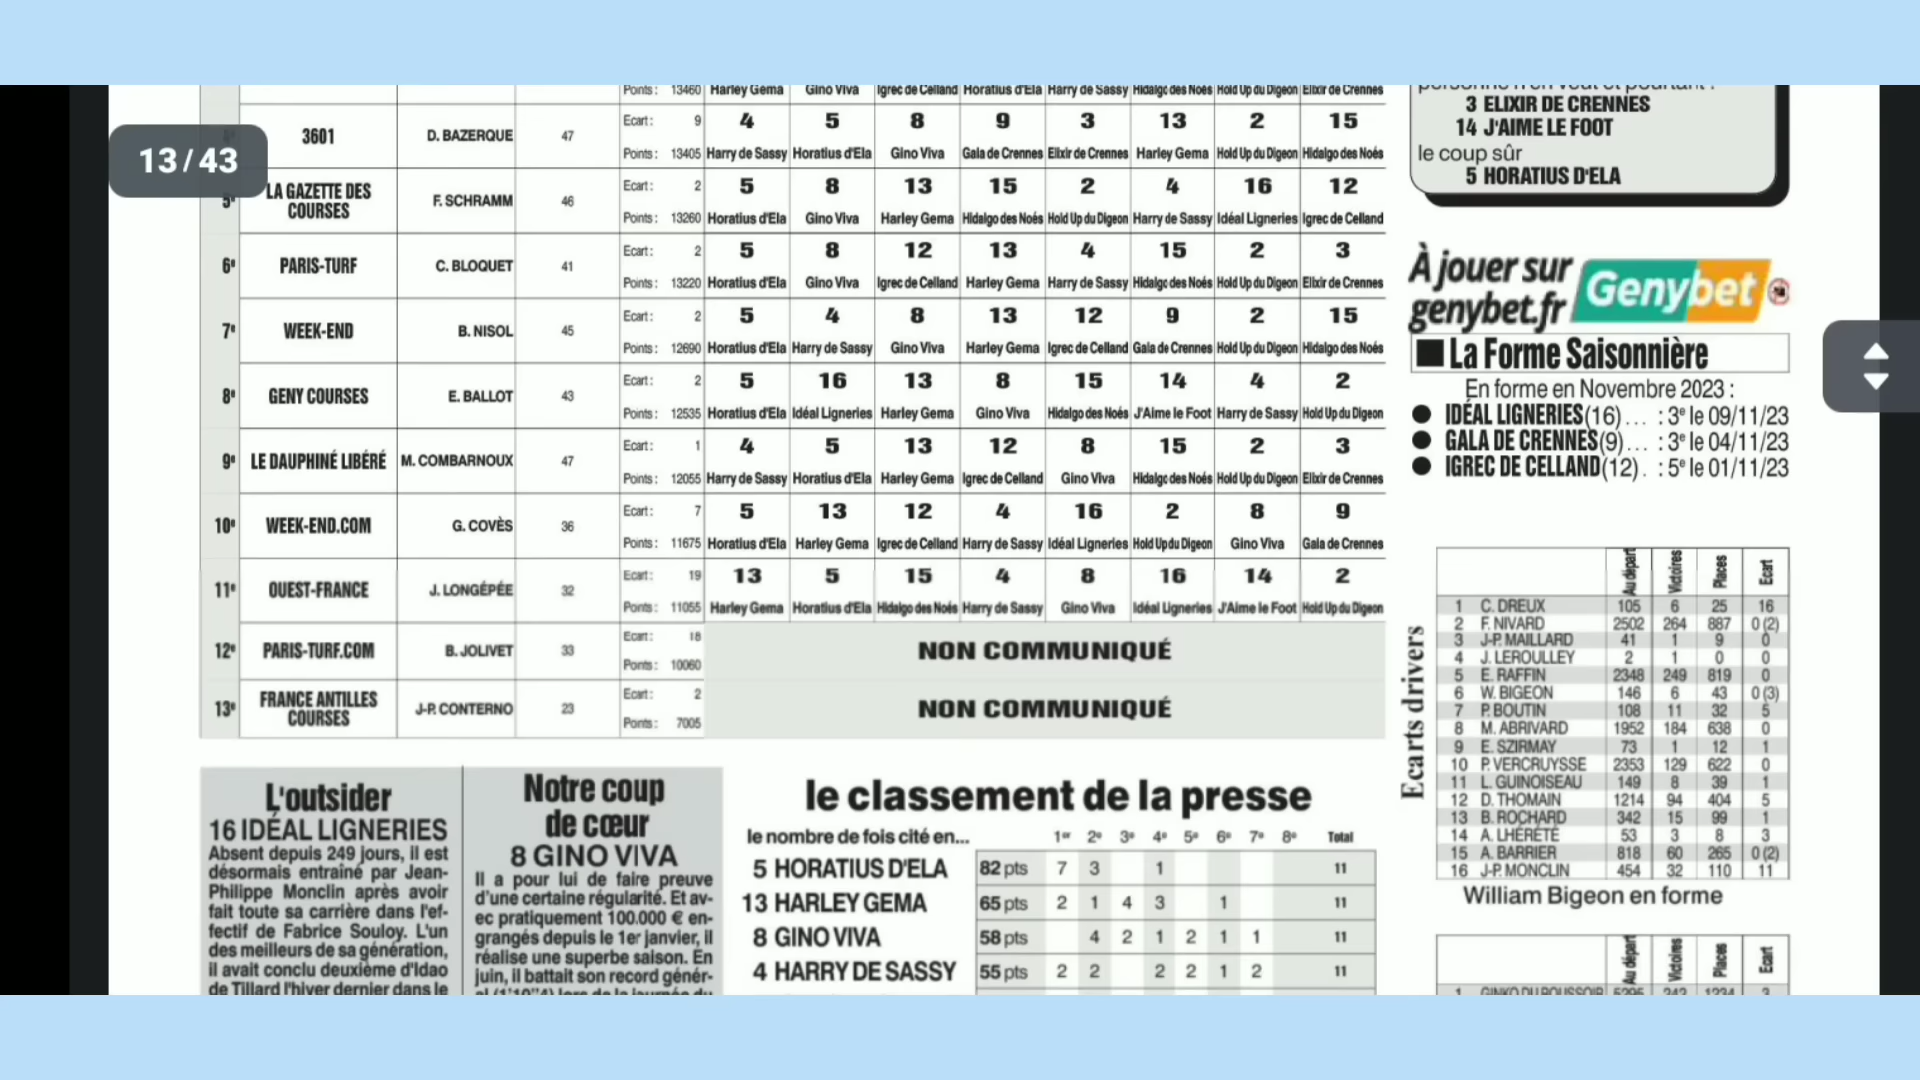 Points : 13460 Harley Gema Gino Viva Igrec de Celland Horatius d'Ela Harry de Sassy Hidalgo des Noés Hold Up du Digeon Elixir de Crennes
13/43
3601 D. BAZERQUE 47 Ecart : 9 4 5 8 9 3 13 2 15
Points : 13405 Harry de Sassy Horatius d'Ela Gino Viva Gala de Crennes Elixir de Crennes Harley Gema Hold Up du Digeon Hidalgo des Noés
5e LA GAZETTE DES COURSES F. SCHRAMM 46 Ecart : 2 5 8 13 15 2 4 16 12
Points : 13260 Horatius d'Ela Gino Viva Harley Gema Hidalgo des Noés Hold Up du Digeon Harry de Sassy Idéal Ligneries Igrec de Celland
6e PARIS-TURF C. BLOQUET 41 Ecart : 2 5 8 12 13 4 15 2 3
Points : 13220 Horatius d'Ela Gino Viva Igrec de Celland Harley Gema Harry de Sassy Hidalgo des Noés Hold Up du Digeon Elixir de Crennes
7e WEEK-END B. NISOL 45 Ecart : 2 5 4 8 13 12 9 2 15
Points : 12690 Horatius d'Ela Harry de Sassy Gino Viva Harley Gema Igrec de Celland Gala de Crennes Hold Up du Digeon Hidalgo des Noés
8e GENY COURSES E. BALLOT 43 Ecart : 2 5 16 13 8 15 14 4 2
Points : 12535 Horatius d'Ela Idéal Ligneries Harley Gema Gino Viva Hidalgo des Noés J'Aime le Foot Harry de Sassy Hold Up du Digeon
9e LE DAUPHINÉ LIBÉRÉ M. COMBARNOUX 47 Ecart : 1 4 5 13 12 8 15 2 3
Points : 12055 Harry de Sassy Horatius d'Ela Harley Gema Igrec de Celland Gino Viva Hidalgo des Noés Hold Up du Digeon Elixir de Crennes
10e WEEK-END.COM G. COVÈS 36 Ecart : 7 5 13 12 4 16 2 8 9
Points : 11675 Horatius d'Ela Harley Gema Igrec de Celland Harry de Sassy Idéal Ligneries Hold Up du Digeon Gino Viva Gala de Crennes
11e OUEST-FRANCE J. LONGÉPÉE 32 Ecart : 19 13 5 15 4 8 16 14 2
Points : 11055 Harley Gema Horatius d'Ela Hidalgo des Noés Harry de Sassy Gino Viva Idéal Ligneries J'Aime le Foot Hold Up du Digeon
12e PARIS-TURF.COM B. JOLIVET 33 Ecart : 18 NON COMMUNIQUÉ
Points : 10060
13e FRANCE ANTILLES COURSES J-P. CONTERNO 23 Ecart : 2 NON COMMUNIQUÉ
Points : 7005
L'outsider
16 IDÉAL LIGNERIES
Absent depuis 249 jours, il est
désormais entraîné par Jean-
Philippe Monclin après avoir
fait toute sa carrière dans l'ef-
fectif de Fabrice Souloy. L'un
des meilleurs de sa génération,
il avait conclu deuxième d'Idao
de Tillard l'hiver dernier dans le
Notre coup
de cœur
8 GINO VIVA
Il a pour lui de faire preuve
d'une certaine régularité. Et av-
ec pratiquement 100.000 € en-
grangés depuis le 1er janvier, il
réalise une superbe saison. En
juin, il battait son record génér-
al (1'10"4) lors de la journée du
le classement de la presse
le nombre de fois cité en... 1er 2e 3e 4e 5e 6e 7e 8e Total
5 HORATIUS D'ELA 82 pts 7 3 1 11
13 HARLEY GEMA 65 pts 2 1 4 3 1 11
8 GINO VIVA 58 pts 4 2 1 2 1 1 11
4 HARRY DE SASSY 55 pts 2 2 2 2 1 2 11
personne n'en veut et pourtant !
3 ELIXIR DE CRENNES
14 J'AIME LE FOOT
le coup sûr
5 HORATIUS D'ELA
À jouer sur
genybet.fr
Genybet
La Forme Saisonnière
En forme en Novembre 2023 :
IDÉAL LIGNERIES(16)... : 3e le 09/11/23
GALA DE CRENNES(9)... : 3e le 04/11/23
IGREC DE CELLAND(12). : 5e le 01/11/23
Ecarts drivers
Au départ Victoires Places Ecart
1 C. DREUX 105 6 25 16
2 F. NIVARD 2502 264 887 0 (2)
3 J-P. MAILLARD 41 1 9 0
4 J. LEROULLEY 2 1 0 0
5 E. RAFFIN 2348 249 819 0
6 W. BIGEON 146 6 43 0 (3)
7 P. BOUTIN 108 11 32 5
8 M. ABRIVARD 1952 184 638 0
9 E. SZIRMAY 73 1 12 1
10 P. VERCRUYSSE 2353 129 622 0
11 L. GUINOISEAU 149 8 39 1
12 D. THOMAIN 1214 94 404 5
13 B. ROCHARD 342 15 99 1
14 A. LHÉRÉTÉ 53 3 8 3
15 A. BARRIER 818 60 265 0 (2)
16 J-P. MONCLIN 454 32 110 11
William Bigeon en forme
Au départ Victoires Places Ecart
1 GINKO DU ROUSSOIR 5295 242 1234 3